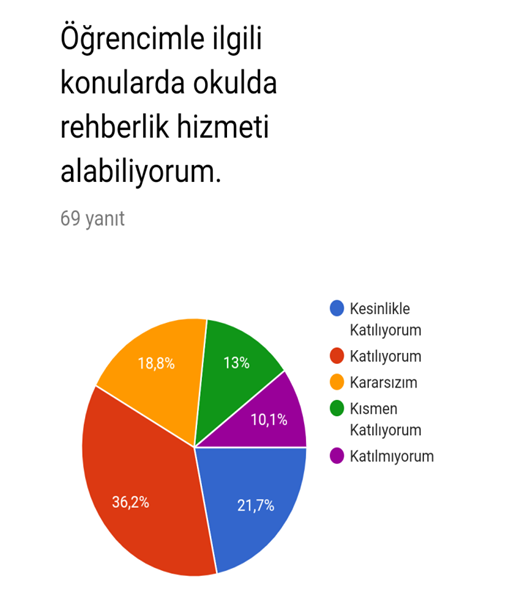 Öğrencimle ilgili
konularda okulda
rehberlik hizmeti
alabiliyorum.
69 yanıt
Kesinlikle
Katılıyorum
Katılıyorum
Kararsızım
Kısmen
Katılıyorum
Katılmıyorum
18,8%
13%
10,1%
36,2%
21,7%